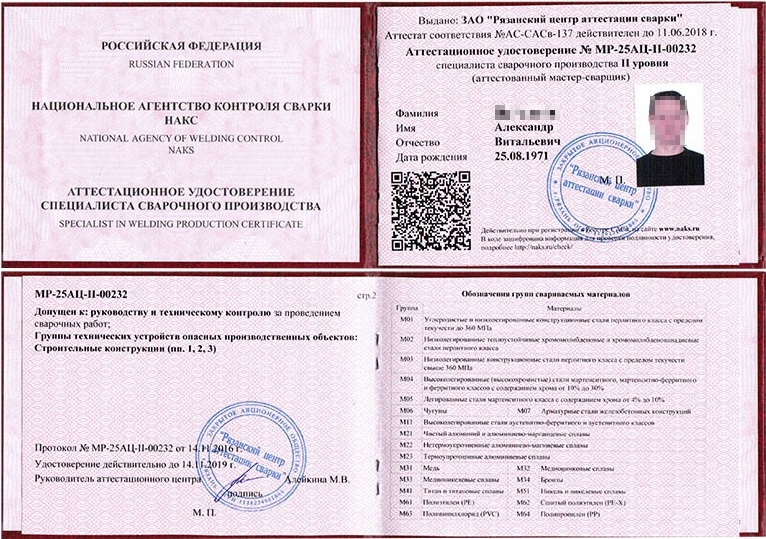 РОССИЙСКАЯ ФЕДЕРАЦИЯ
RUSSIAN FEDERATION
НАЦИОНАЛЬНОЕ АГЕНТСТВО КОНТРОЛЯ СВАРКИ
НАКС
NATIONAL AGENCY OF WELDING CONTROL
NAKS
АТТЕСТАЦИОННОЕ УДОСТОВЕРЕНИЕ
СПЕЦИАЛИСТА СВАРОЧНОГО ПРОИЗВОДСТВА
SPECIALIST IN WELDING PRODUCTION CERTIFICATE
Выдано: ЗАО "Рязанский центр аттестации сварки"
Аттестат соответствия №АС-САСв-137 действителен до 11.06.2018 г.
Аттестационное удостоверение № МР-25АЦ-II-00232
специалиста сварочного производства II уровня
(аттестованный мастер-сварщик)
Фамилия
Имя Александр
Отчество Витальевич
Дата рождения 25.08.1971
М. П.
"Рязанский центр аттестации сварки"
Действительно при регистрации в Реестре САСв на сайте www.naks.ru
В коде зашифрована информация для проверки подлинности удостоверения,
подробнее http://naks.ru/check/
МР-25АЦ-II-00232 стр.2
Допущен к: руководству и техническому контролю за проведением
сварочных работ;
Группы технических устройств опасных производственных объектов:
Строительные конструкции (пп. 1, 2, 3)
Протокол № МР-25АЦ-II-00232 от 14.11.2016 г.
Удостоверение действительно до 14.11.2019 г.
Руководитель аттестационного центра Алейкина М.В.
подпись
М. П.
ЗАКРЫТОЕ АКЦИОНЕРНОЕ ОБЩЕСТВО
"Рязанский центр аттестации сварки"
Обозначения групп свариваемых материалов
Группа Материалы
М01 Углеродистые и низколегированные конструкционные стали перлитного класса с пределом
текучести до 360 МПа
М02 Низколегированные теплоустойчивые хромомолибденовые и хромомолибденованадиевые
стали перлитного класса
М03 Низколегированные конструкционные стали перлитного класса с пределом текучести
свыше 360 МПа
М04 Высоколегированные (высокохромистые) стали мартенситного, мартенситно-ферритного
и ферритного классов с содержанием хрома от 10% до 30%
М05 Легированные стали мартенситного класса с содержанием хрома от 4% до 10%
М06 Чугуны М07 Арматурные стали железобетонных конструкций
М11 Высоколегированные стали аустенитно-ферритного и аустенитного классов
М21 Чистый алюминий и алюминиево-марганцевые сплавы
М22 Нетермоупрочненные алюминиево-магниевые сплавы
М23 Термоупрочненные алюминиевые сплавы
М31 Медь М32 Медноцинковые сплавы
М33 Медноникелевые сплавы М34 Бронзы
М41 Титан и титановые сплавы М51 Никель и никелевые сплавы
М61 Полиэтилен (PE) М62 Сшитый полиэтилен (PE-X)
М63 Поливинилхлорид (PVC) М64 Полипропилен (PP)